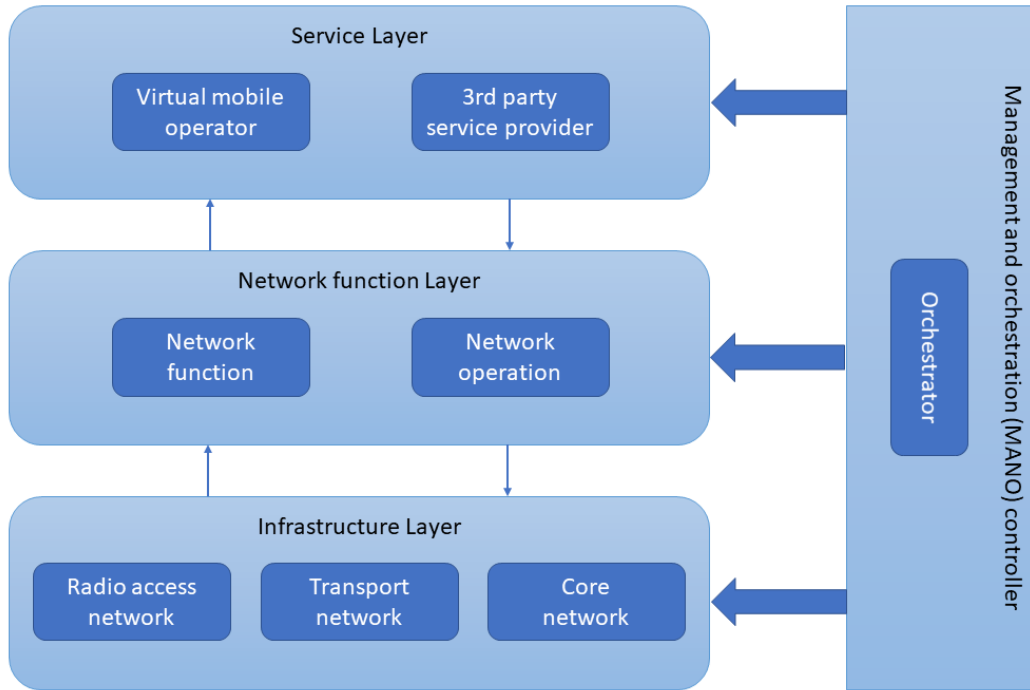 Service Layer
Virtual mobile
operator
3rd party
service provider
Network function Layer
Network
function
Network
operation
Infrastructure Layer
Radio access
network
Transport
network
Core
network
Orchestrator
Management and orchestration (MANO) controller